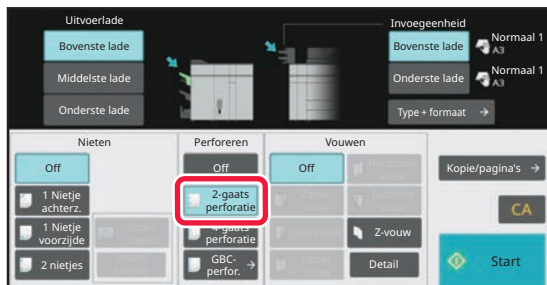 Uitvoerlade
Invoegeenheid
Bovenste lade
Bovenste lade
Normaal 1
A3
Middelste lade
Onderste lade
Normaal 1
A3
Onderste lade
Type + formaat →
Nieten
Perforeren
Vouwen
Off
Off
Off
Kopie/pagina's →
1 Nietje
achterz.
2-gaats
perforatie
CA
1 Nietje
voorzijde
4-gaats
perforatie
Z-vouw
2 nietjes
GBC-
perfor. →
Detail
Start